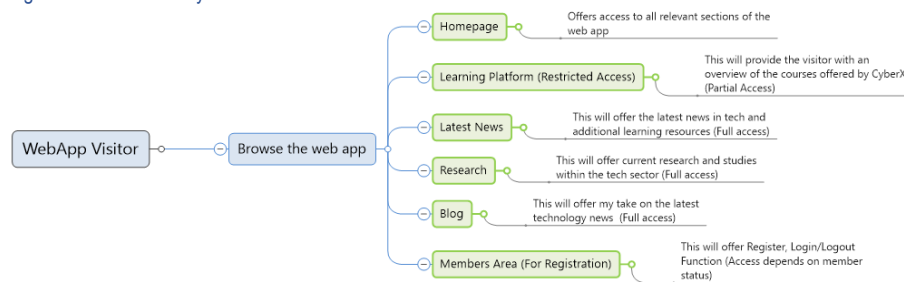 Offers access to all relevant sections of the
web app
Homepage
This will provide the visitor with an
overview of the courses offered by CyberX
(Partial Access)
Learning Platform (Restricted Access)
This will offer the latest news in tech and
additional learning resources (Full access)
Latest News
WebApp Visitor
Browse the web app
This will offer current research and studies
within the tech sector (Full access)
Research
This will offer my take on the latest
technology news (Full access)
Blog
This will offer Register, Login/Logout
Function (Access depends on member
status)
Members Area (For Registration)